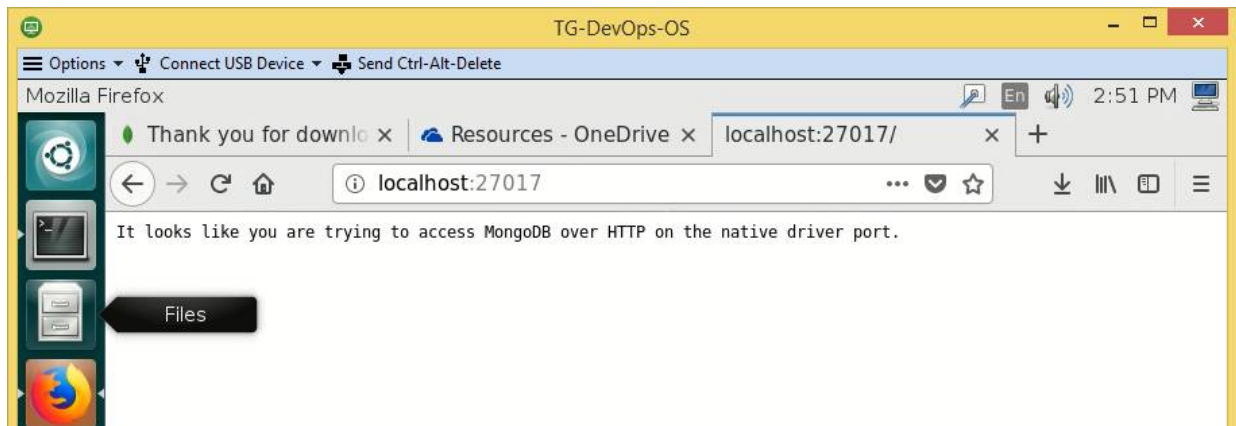 TG-DevOps-OS
Options Connect USB Device Send Ctrl-Alt-Delete
Mozilla Firefox En 2:51 PM
Thank you for downlo Resources - OneDrive localhost:27017/
localhost:27017
It looks like you are trying to access MongoDB over HTTP on the native driver port.
Files